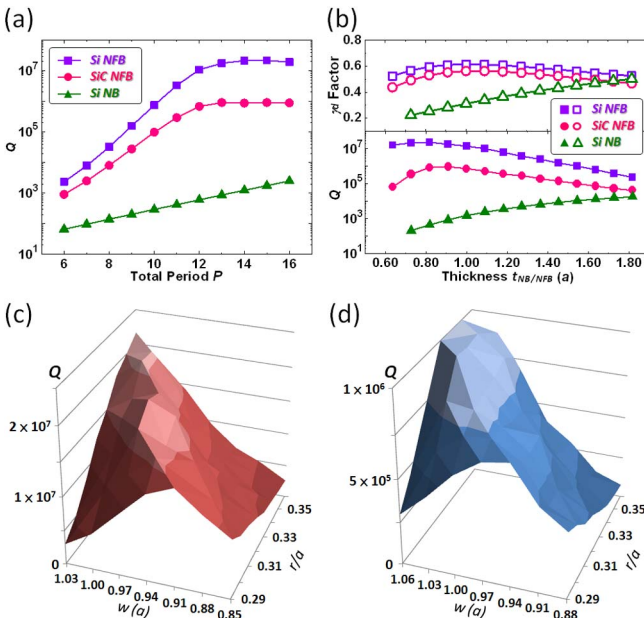 (a)
Si NFB
SiC NFB
Si NB
Q
10^7
10^5
10^3
10^1
6 8 10 12 14 16
Total Period P
(b)
γd Factor
0.8
0.6
0.4
0.2
Si NFB
SiC NFB
Si NB
Q
10^7
10^5
10^3
10^1
0.60 0.80 1.00 1.20 1.40 1.60 1.80
Thickness t_NB/NFB (a)
(c)
Q
2 x 10^7
1 x 10^7
0
1.03 1.00 0.97 0.94 0.91 0.88 0.85
w (a)
0.29 0.31 0.33 0.35
r/a
(d)
Q
1 x 10^6
5 x 10^5
0
1.06 1.03 1.00 0.97 0.94 0.91 0.88
w (a)
0.29 0.31 0.33 0.35
r/a